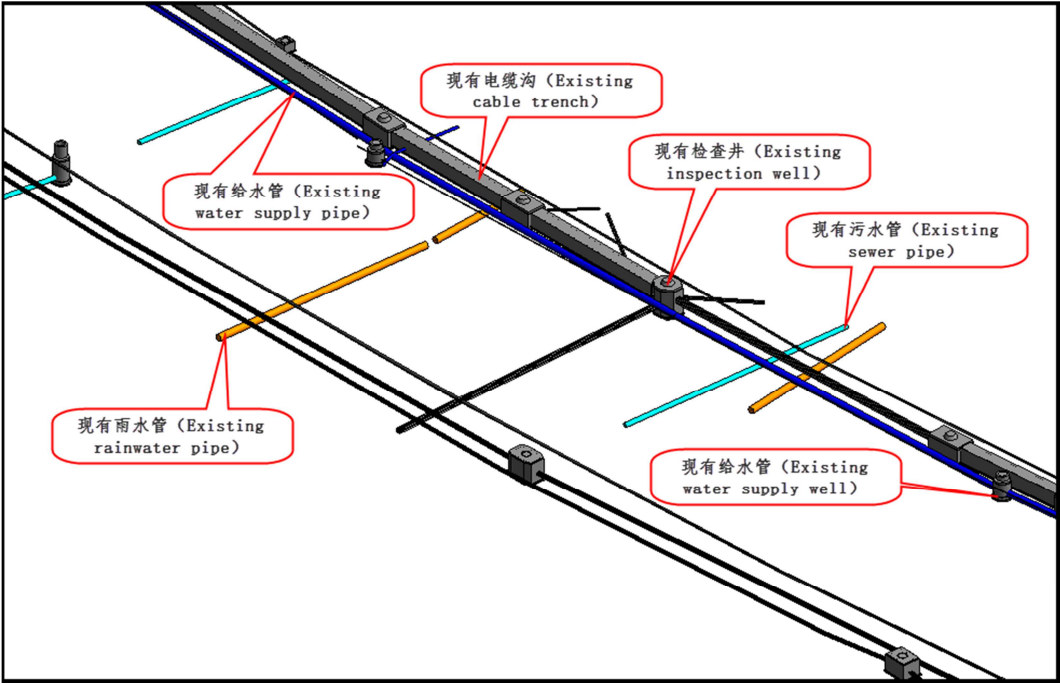 现有电缆沟（Existing
cable trench）
现有检查井（Existing
inspection well）
现有给水管（Existing
water supply pipe）
现有污水管（Existing
sewer pipe）
现有雨水管（Existing
rainwater pipe）
现有给水管（Existing
water supply well）